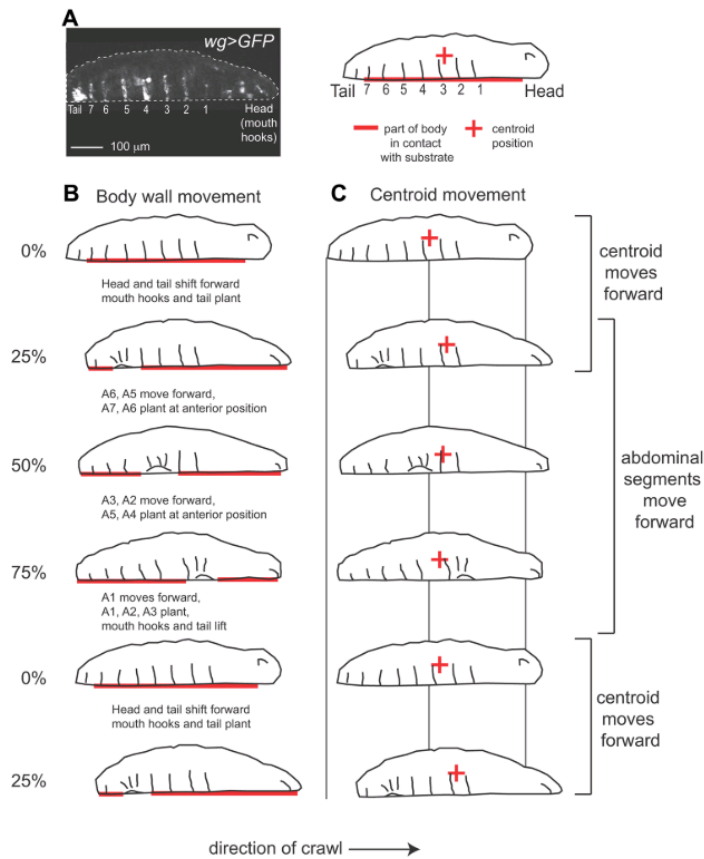 A
wg>GFP
Tail 7 6 5 4 3 2 1 Head
(mouth
hooks)
100 μm
Tail 7 6 5 4 3 2 1 Head
part of body
in contact
with substrate
centroid
position
B Body wall movement
C Centroid movement
0%
Head and tail shift forward
mouth hooks and tail plant
centroid
moves
forward
25%
A6, A5 move forward,
A7, A6 plant at anterior position
50%
A3, A2 move forward,
A5, A4 plant at anterior position
abdominal
segments
move
forward
75%
A1 moves forward,
A1, A2, A3 plant,
mouth hooks and tail lift
0%
Head and tail shift forward
mouth hooks and tail plant
centroid
moves
forward
25%
direction of crawl